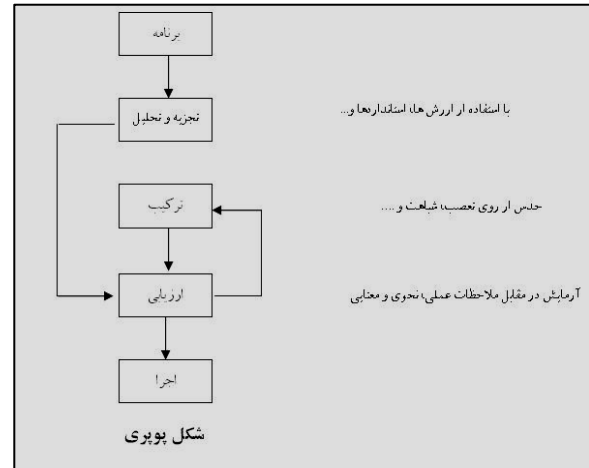 برنامه
تجزیه و تحلیل
با استفاده از ارزش ها، استانداردها و...
ترکیب
حدس از روی تعصب، شباهت و ....
ارزیابی
آزمایش در مقابل ملاحظات عملی، نحوی و معنایی
اجرا
شکل پوپری